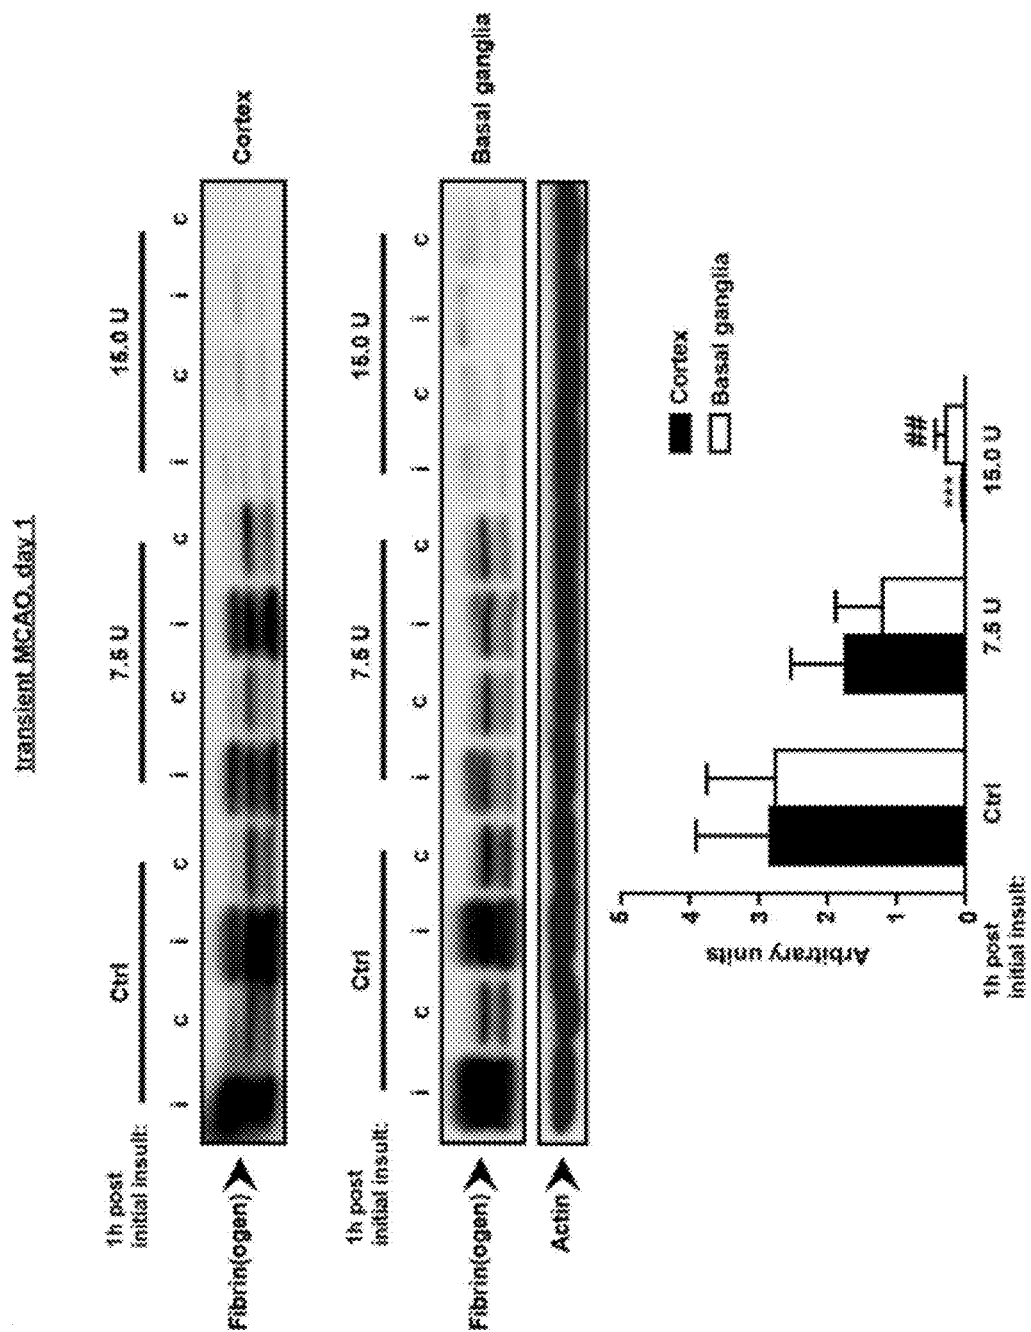 transient MCAO, day 1
1h post
initial insult:
Ctrl
7.5 U
15.0 U
i c i c i c i c i c i c
Fibrin(ogen)
Cortex
1h post
initial insult:
Ctrl
7.5 U
15.0 U
i c i c i c i c i c i c
Fibrin(ogen)
Basal ganglia
Actin
Cortex
Basal ganglia
Arbitrary units
5
4
3
2
1
0
***
##
1h post
initial insult:
Ctrl
7.5 U
15.0 U